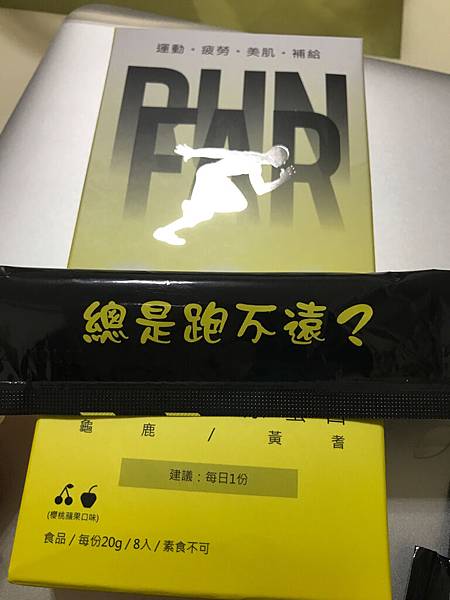 運動・疲勞・美肌・補給
RUN
FAR
總是跑不遠？
龜鹿/黃耆
建議：每日1份
(櫻桃蘋果口味)
食品 / 每份20g / 8人 / 素食不可